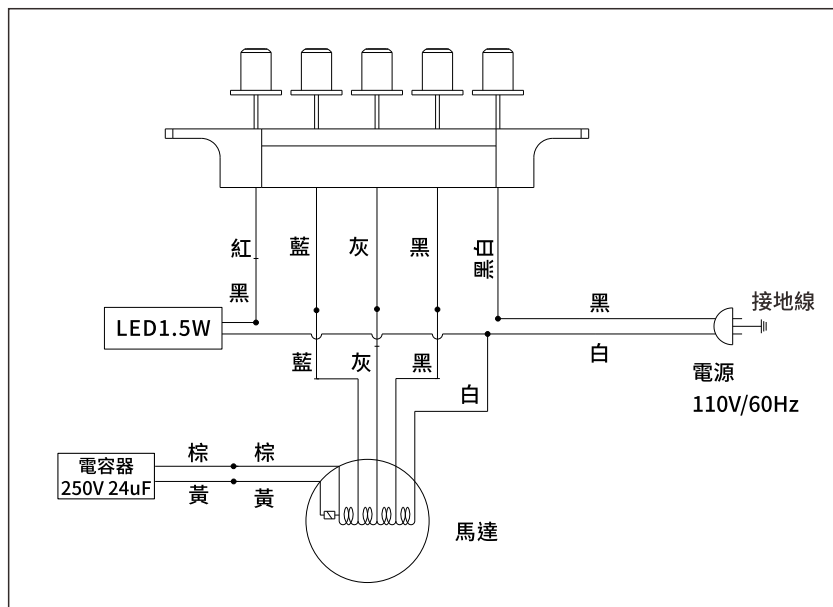 紅
藍
灰
黑
黑白
黑
LED1.5W
黑
接地線
白
電源
110V/60Hz
藍
灰
黑
白
電容器
250V 24uF
棕
棕
黃
黃
馬達